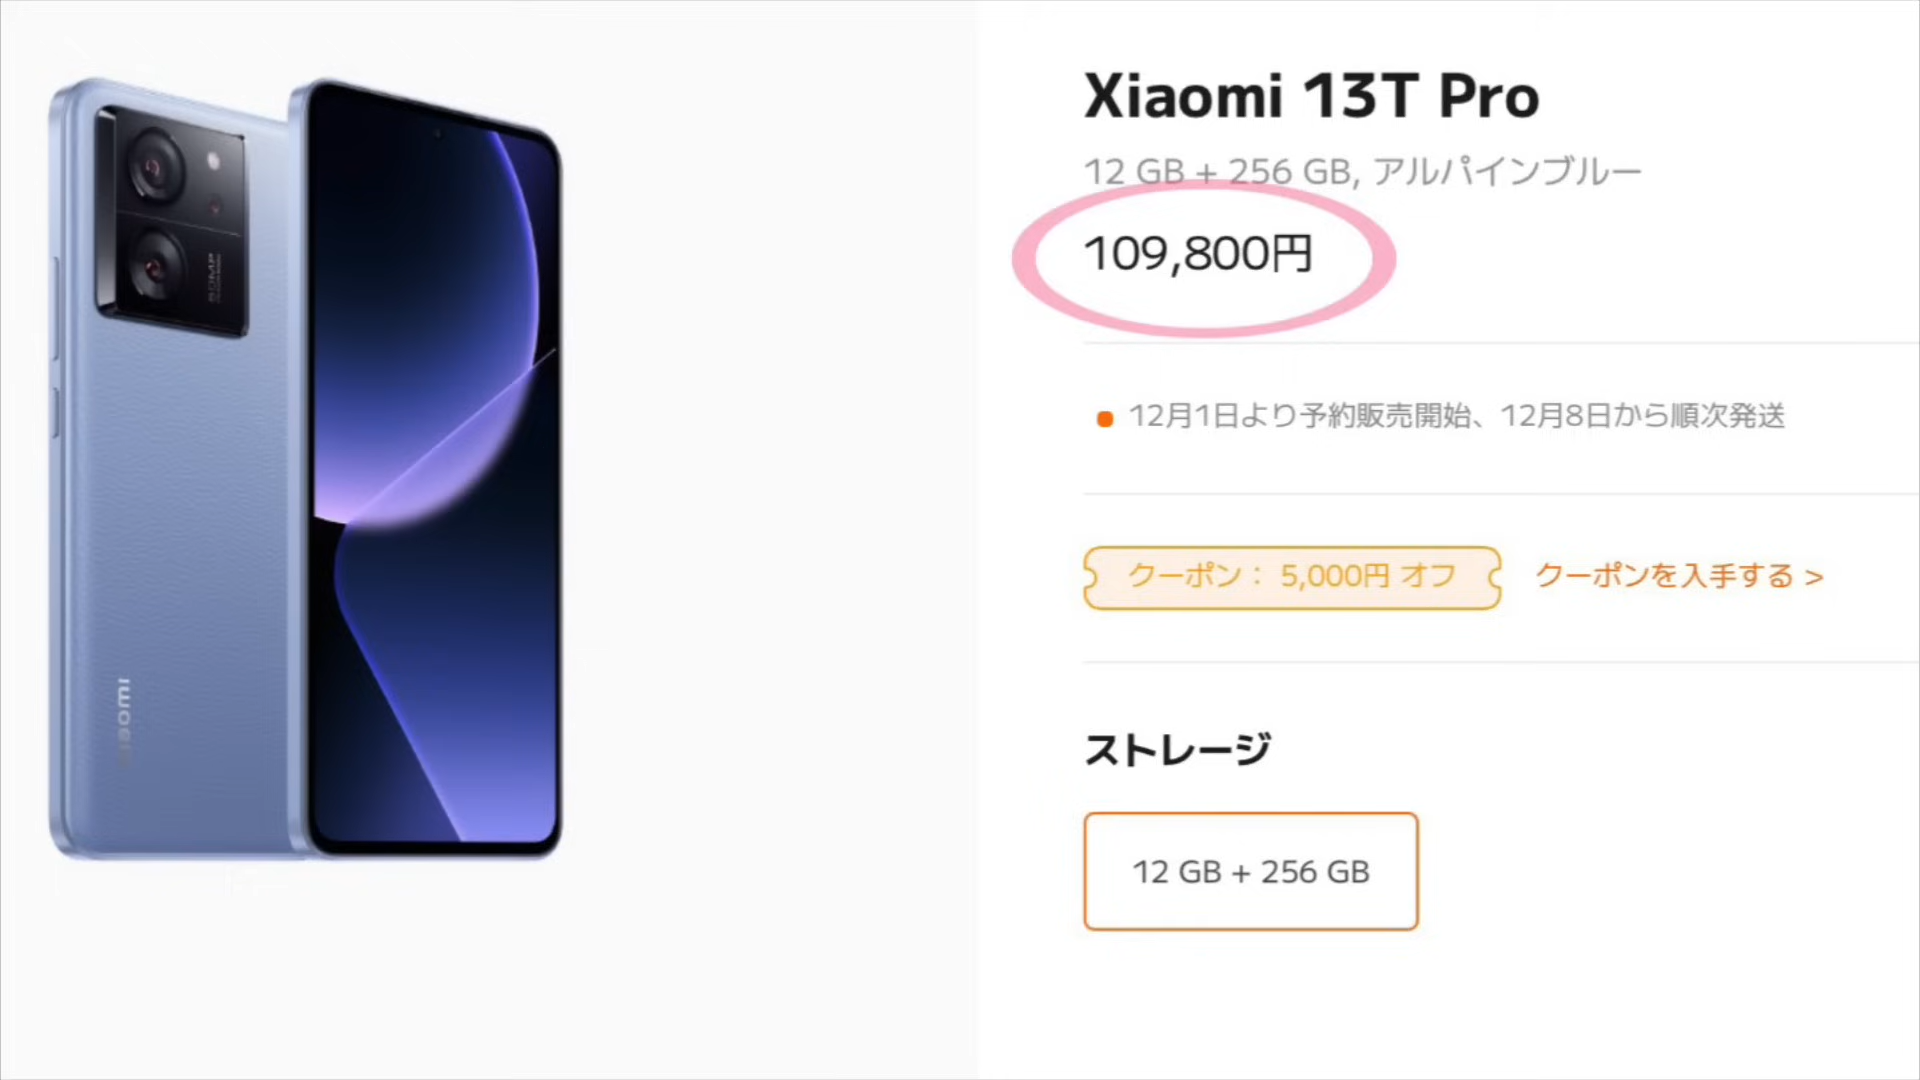 Xiaomi 13T Pro
12 GB + 256 GB, アルパインブルー
109,800円
12月1日より予約販売開始、12月8日から順次発送
クーポン： 5,000円 オフ クーポンを入手する >
ストレージ
12 GB + 256 GB
xiaomi
50MP